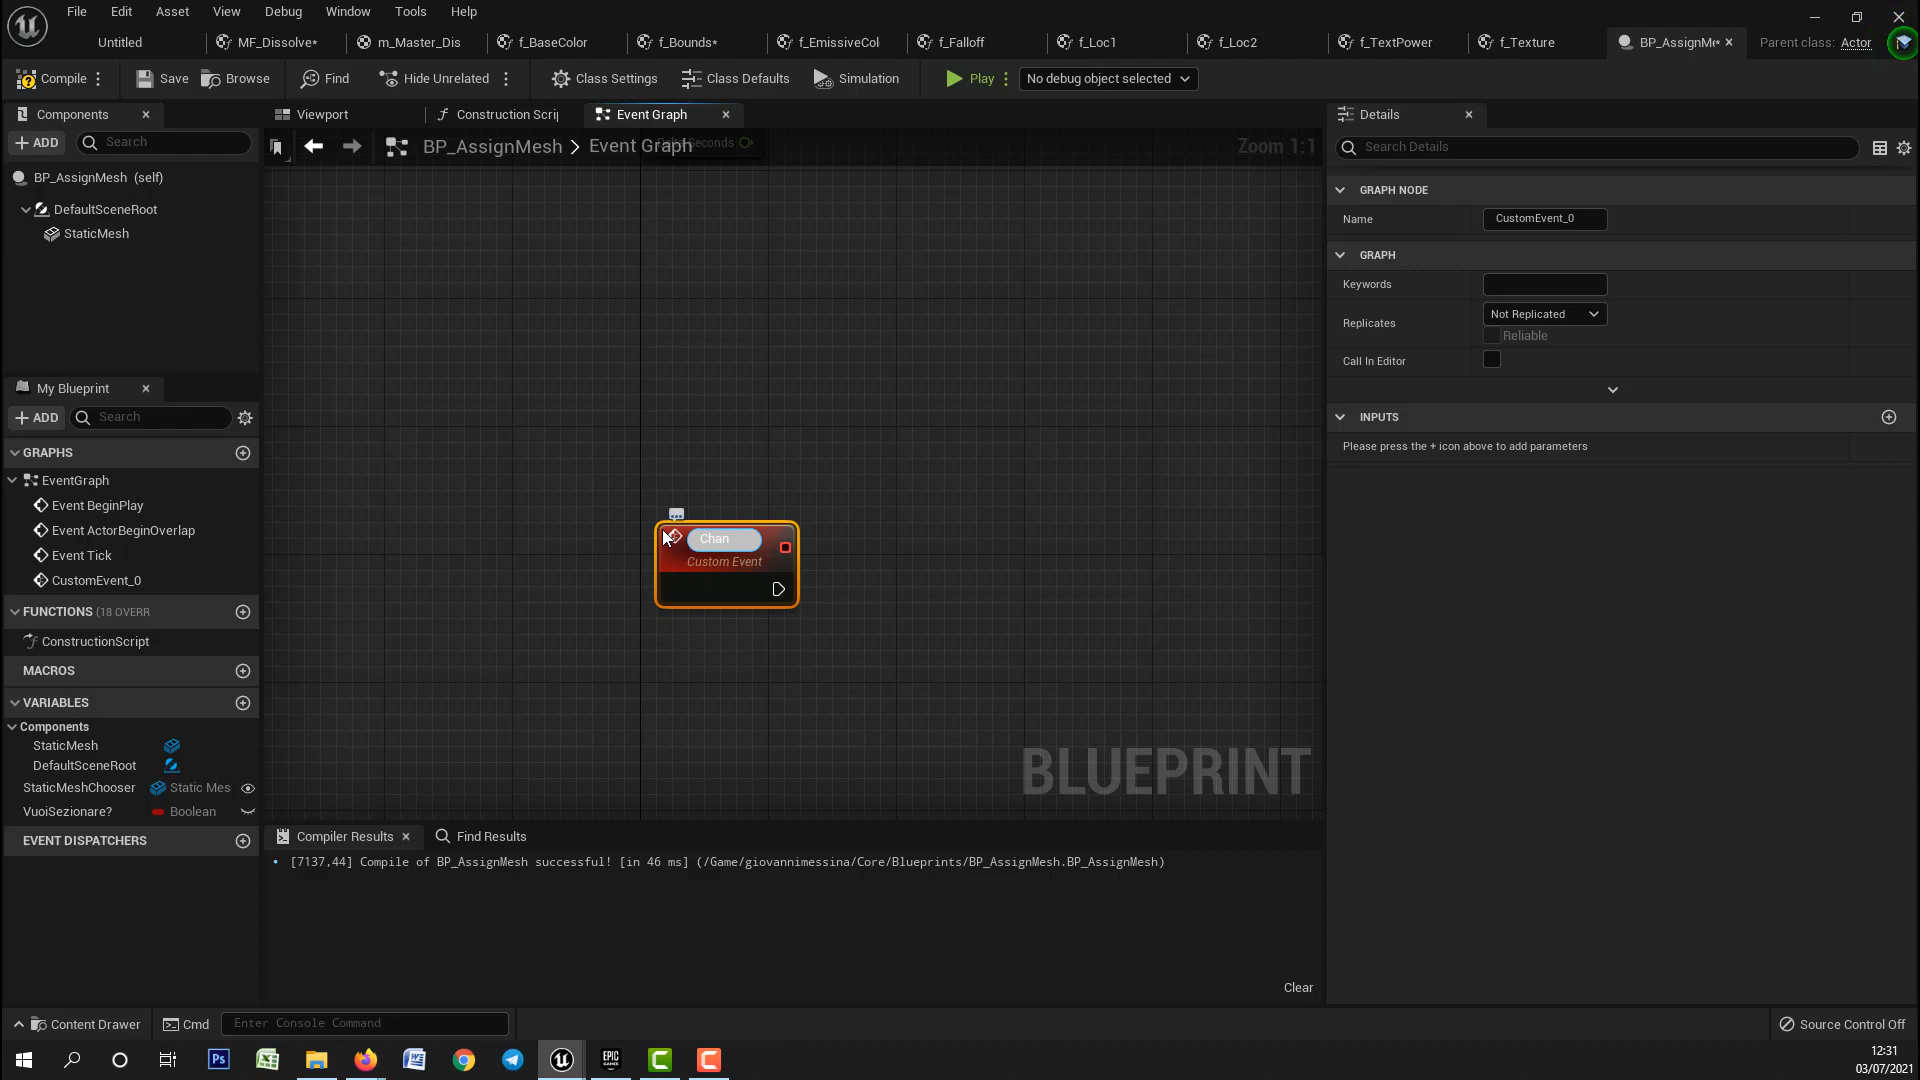 File Edit Asset View Debug Window Tools Help
Untitled MF_Dissolve* m_Master_Dis f_BaseColor f_Bounds* f_EmissiveCol f_Falloff f_Loc1 f_Loc2 f_TextPower f_Texture BP_AssignMe* Parent class: Actor
Compile Save Browse Find Hide Unrelated Class Settings Class Defaults Simulation Play No debug object selected
Components
ADD Search
BP_AssignMesh (self)
DefaultSceneRoot
StaticMesh
My Blueprint
ADD Search
GRAPHS
EventGraph
Event BeginPlay
Event ActorBeginOverlap
Event Tick
CustomEvent_0
FUNCTIONS (18 OVERR
ConstructionScript
MACROS
VARIABLES
Components
StaticMesh
DefaultSceneRoot
StaticMeshChooser Static Mes
VuoiSezionare? Boolean
EVENT DISPATCHERS
Viewport Construction Scrip Event Graph
BP_AssignMesh > Event Graph Zoom 1:1
Seconds
Chan
Custom Event
BLUEPRINT
Compiler Results Find Results
• [7137,44] Compile of BP_AssignMesh successful! [in 46 ms] (/Game/giovannimessina/Core/Blueprints/BP_AssignMesh.BP_AssignMesh)
Clear
Details
Search Details
GRAPH NODE
Name CustomEvent_0
GRAPH
Keywords
Replicates Not Replicated
Reliable
Call In Editor
INPUTS
Please press the + icon above to add parameters
Content Drawer Cmd Enter Console Command Source Control Off
Ps
EPIC GAMES
12:31
03/07/2021